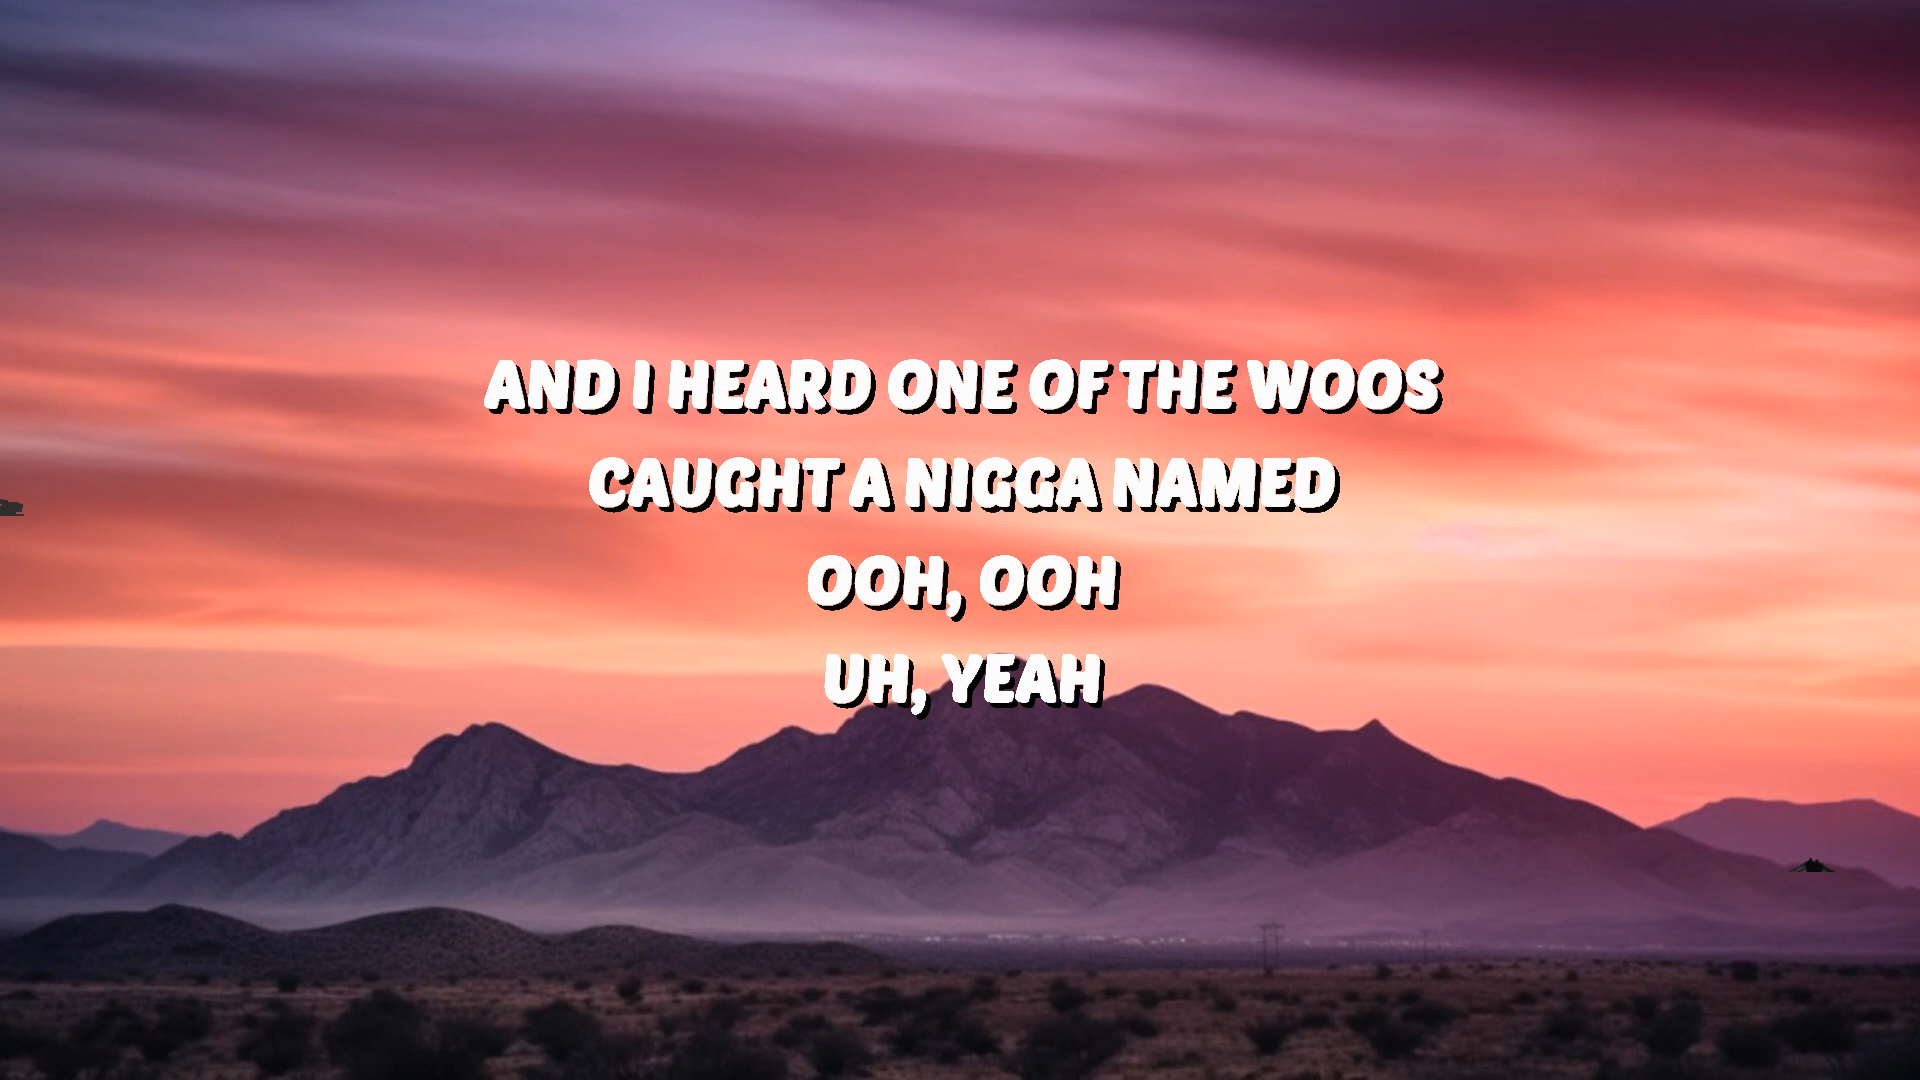 AND I HEARD ONE OF THE WOOS
CAUGHT A NIGGA NAMED
OOH, OOH
UH, YEAH